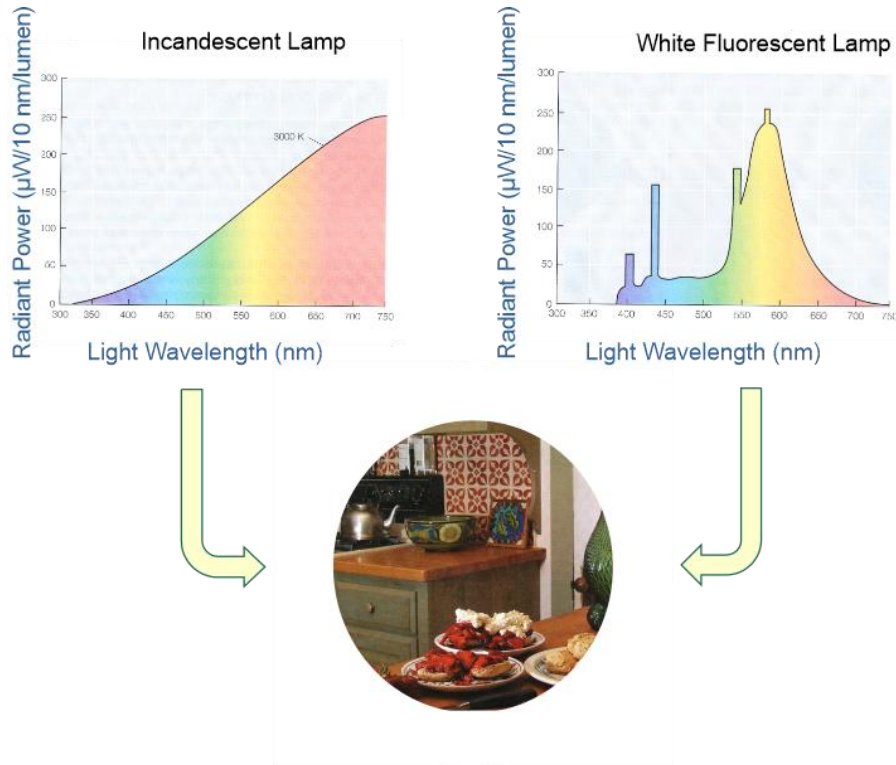 Incandescent Lamp
Radiant Power (µW/10 nm/lumen)
300
250
200
150
100
50
0
3000 K
300 350 400 450 500 550 600 650 700 750
Light Wavelength (nm)
White Fluorescent Lamp
Radiant Power (µW/10 nm/lumen)
300
250
200
150
100
50
0
300 350 400 450 500 550 600 650 700 750
Light Wavelength (nm)